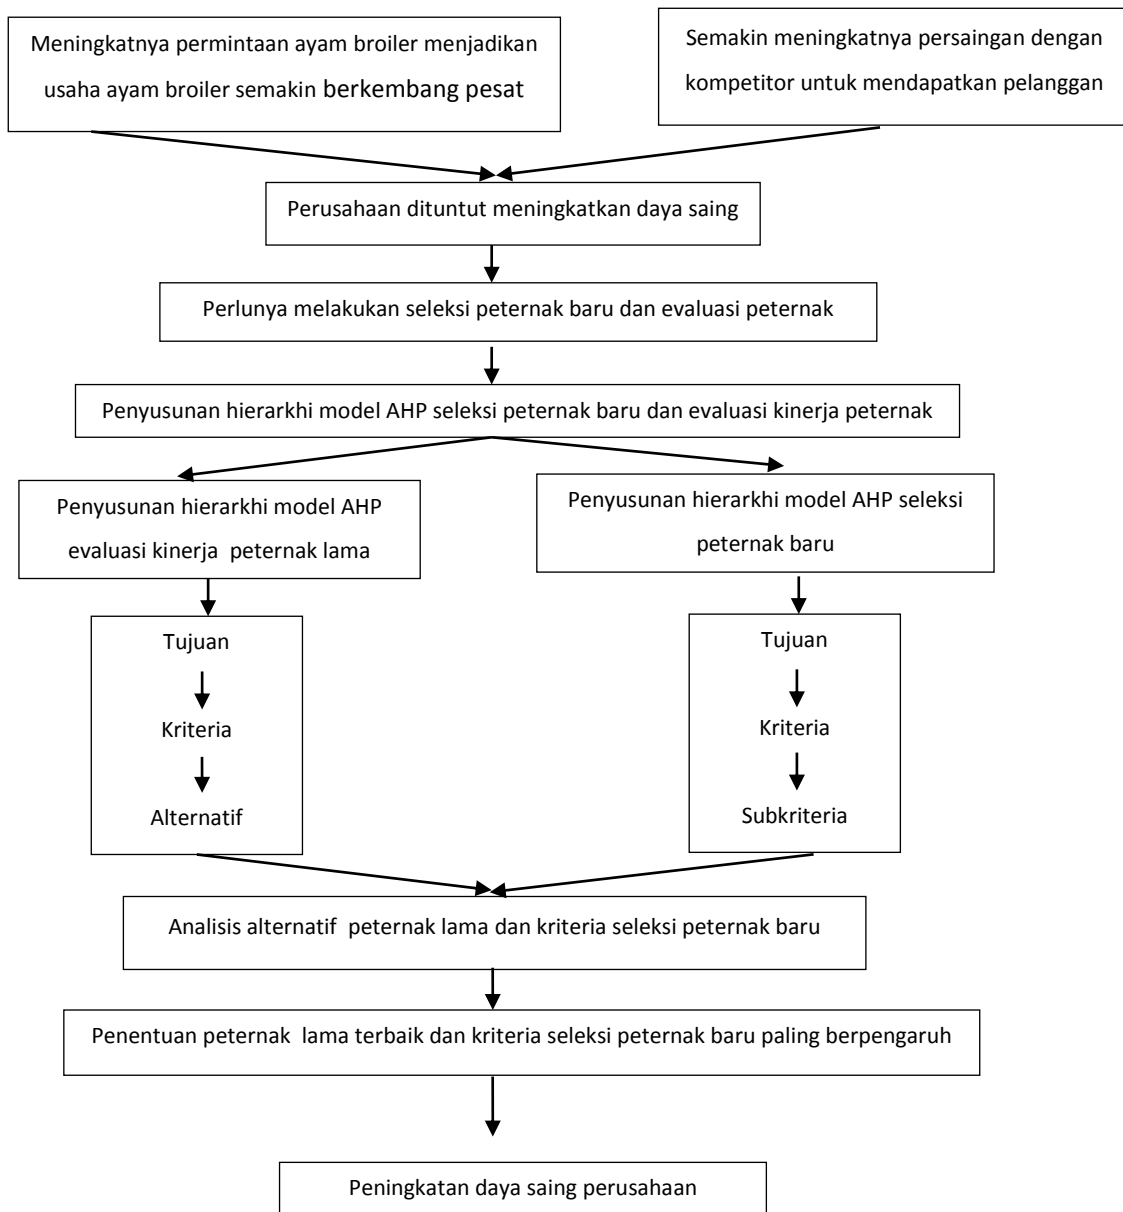 Meningkatnya permintaan ayam broiler menjadikan
usaha ayam broiler semakin berkembang pesat
Semakin meningkatnya persaingan dengan
kompetitor untuk mendapatkan pelanggan
Perusahaan dituntut meningkatkan daya saing
Perlunya melakukan seleksi peternak baru dan evaluasi peternak
Penyusunan hierarkhi model AHP seleksi peternak baru dan evaluasi kinerja peternak
Penyusunan hierarkhi model AHP
evaluasi kinerja peternak lama
Penyusunan hierarkhi model AHP seleksi
peternak baru
Tujuan
Kriteria
Alternatif
Tujuan
Kriteria
Subkriteria
Analisis alternatif peternak lama dan kriteria seleksi peternak baru
Penentuan peternak lama terbaik dan kriteria seleksi peternak baru paling berpengaruh
Peningkatan daya saing perusahaan